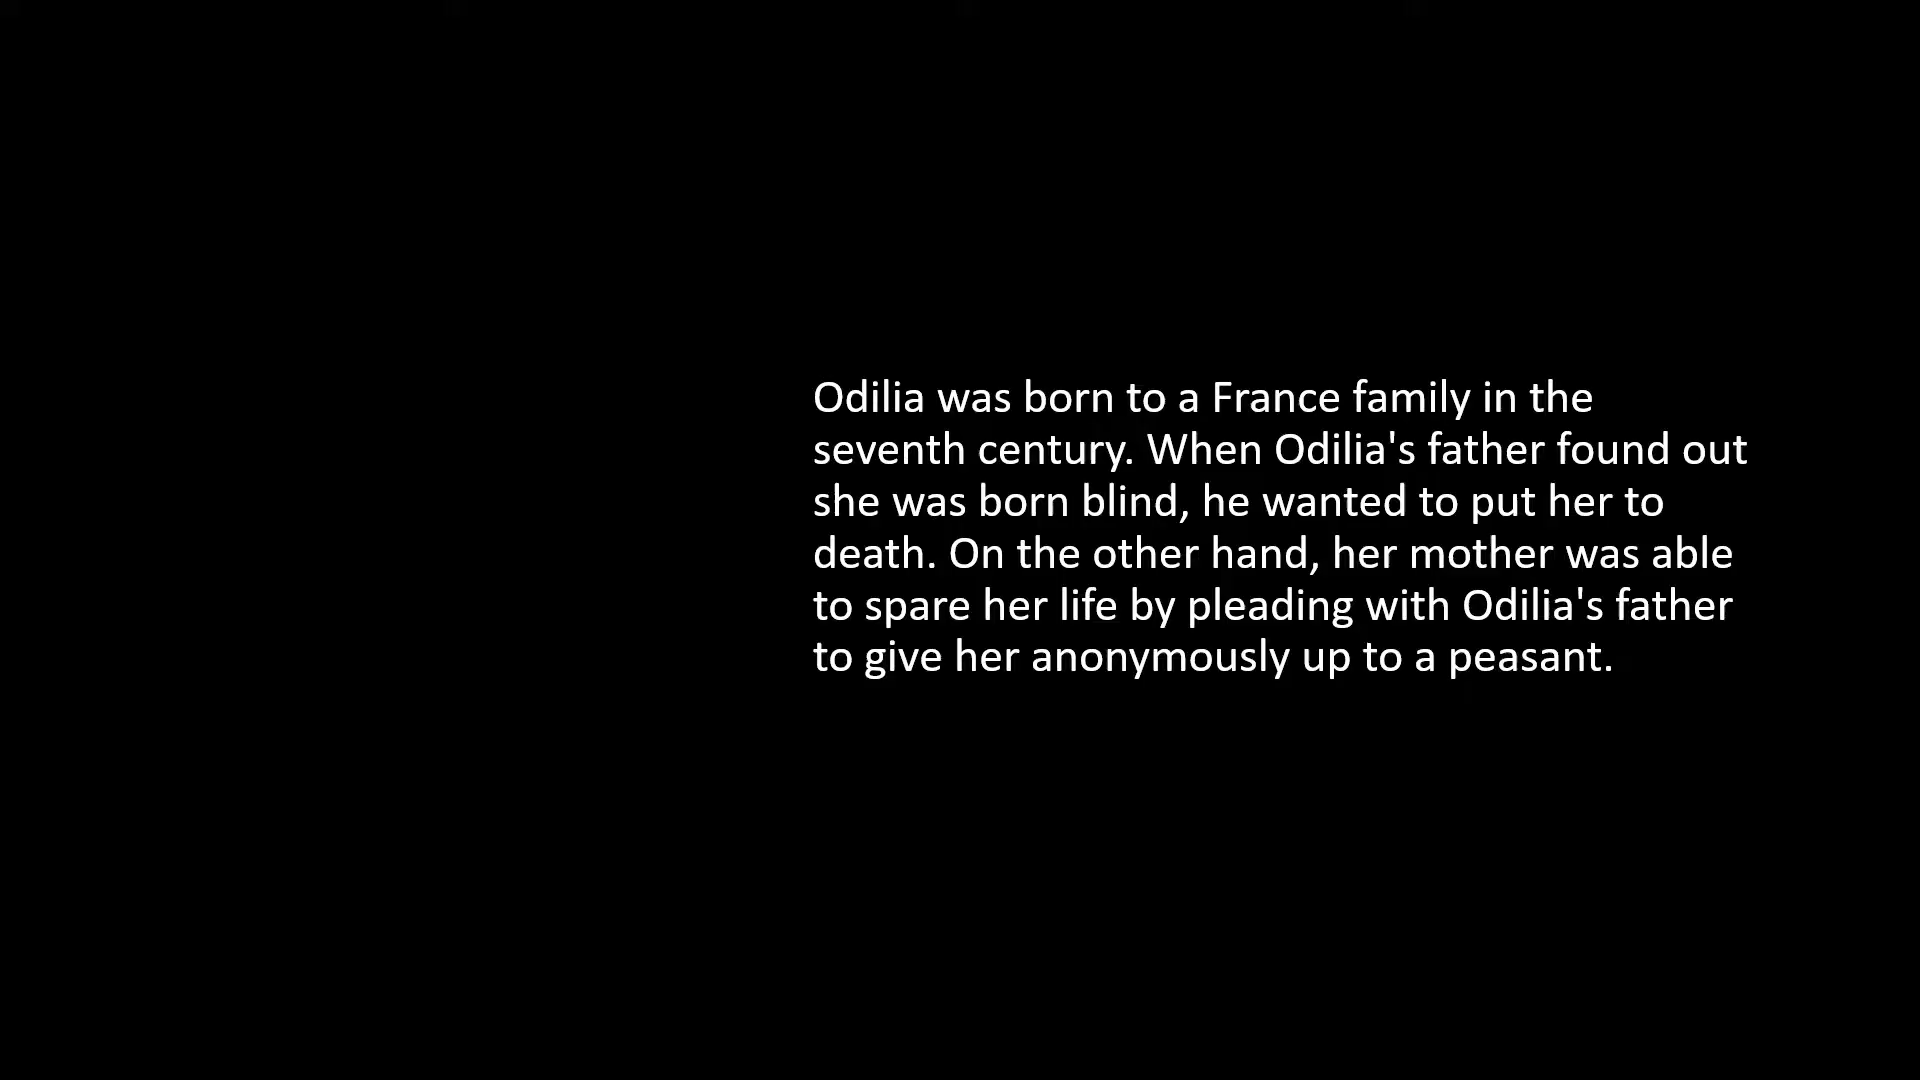 Odilia was born to a France family in the
seventh century. When Odilia's father found out
she was born blind, he wanted to put her to
death. On the other hand, her mother was able
to spare her life by pleading with Odilia's father
to give her anonymously up to a peasant.